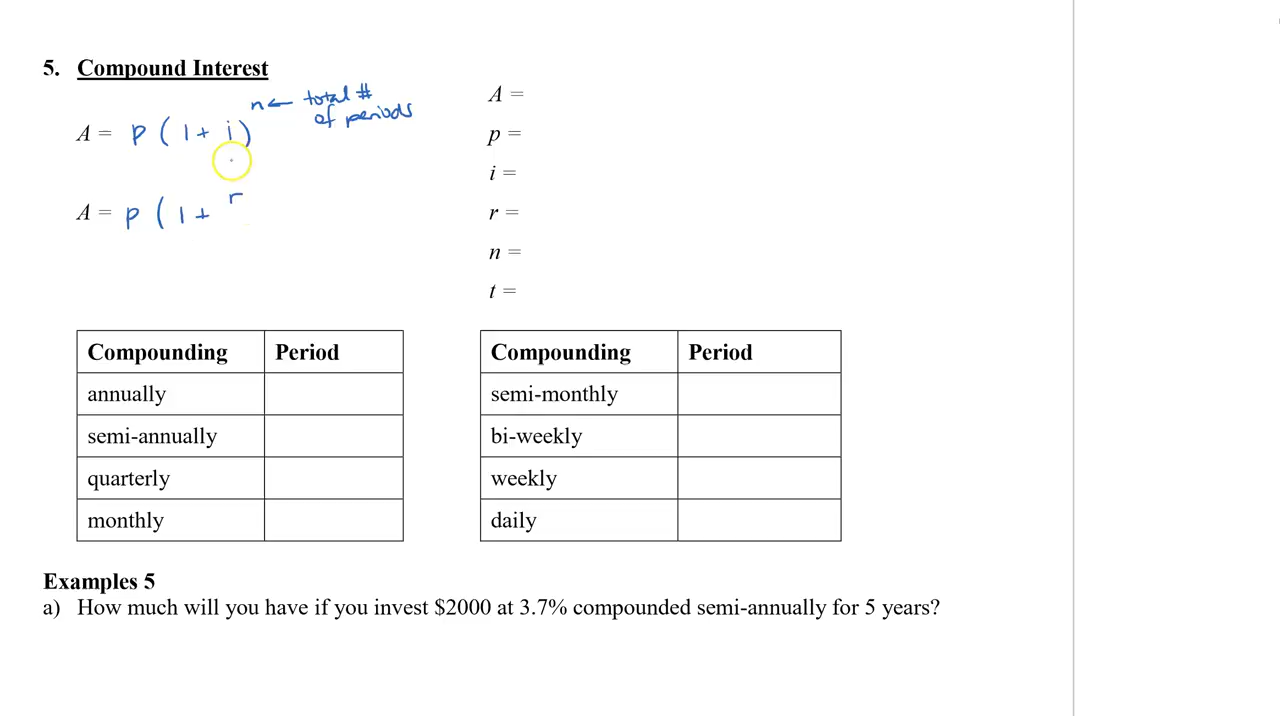 5. Compound Interest
n ← total #
of periods
A = p ( 1 + i )
A = p ( 1 + r
A =
p =
i =
r =
n =
t =
Compounding Period
annually
semi-annually
quarterly
monthly
Compounding Period
semi-monthly
bi-weekly
weekly
daily
Examples 5
a) How much will you have if you invest $2000 at 3.7% compounded semi-annually for 5 years?